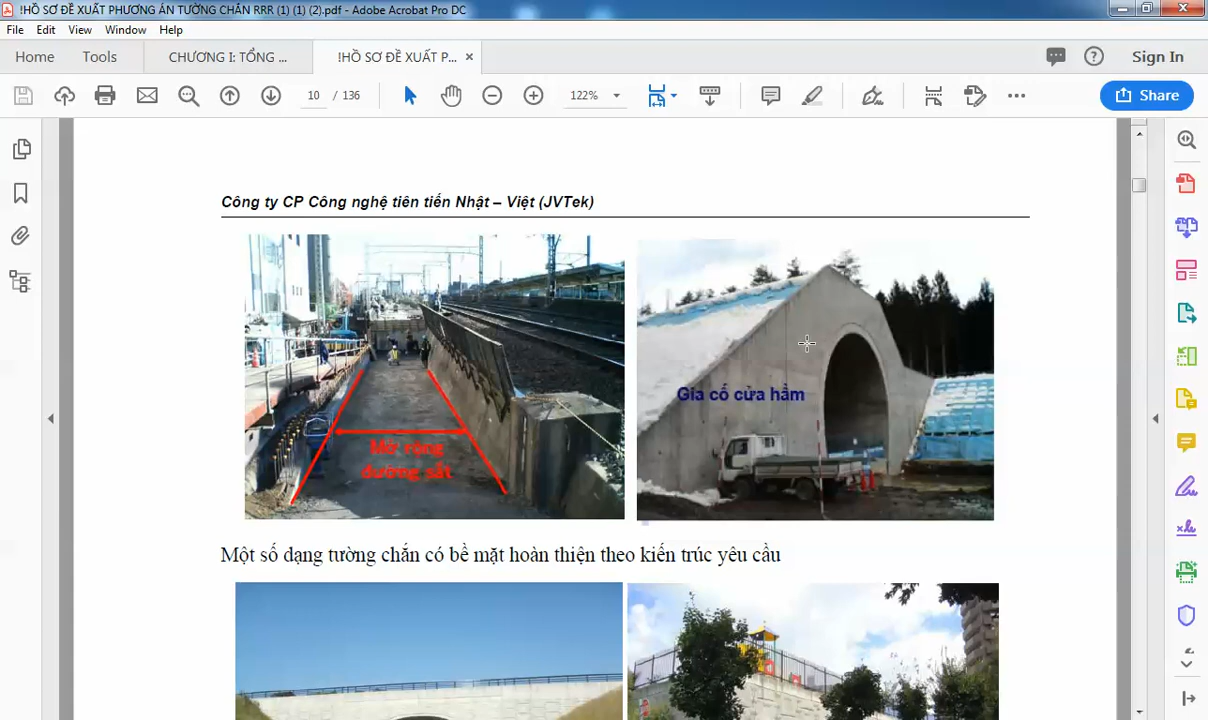 !HỒ SƠ ĐỀ XUẤT PHƯƠNG ÁN TƯỜNG CHẮN RRR (1) (1) (2).pdf - Adobe Acrobat Pro DC
File Edit View Window Help
Home Tools CHƯƠNG I: TỔNG ... !HỒ SƠ ĐỀ XUẤT P... × Sign In
10 / 136 122% Share
Công ty CP Công nghệ tiên tiến Nhật – Việt (JVTek)
Mở rộng
đường sắt
Gia cố cửa hầm
Một số dạng tường chắn có bề mặt hoàn thiện theo kiến trúc yêu cầu